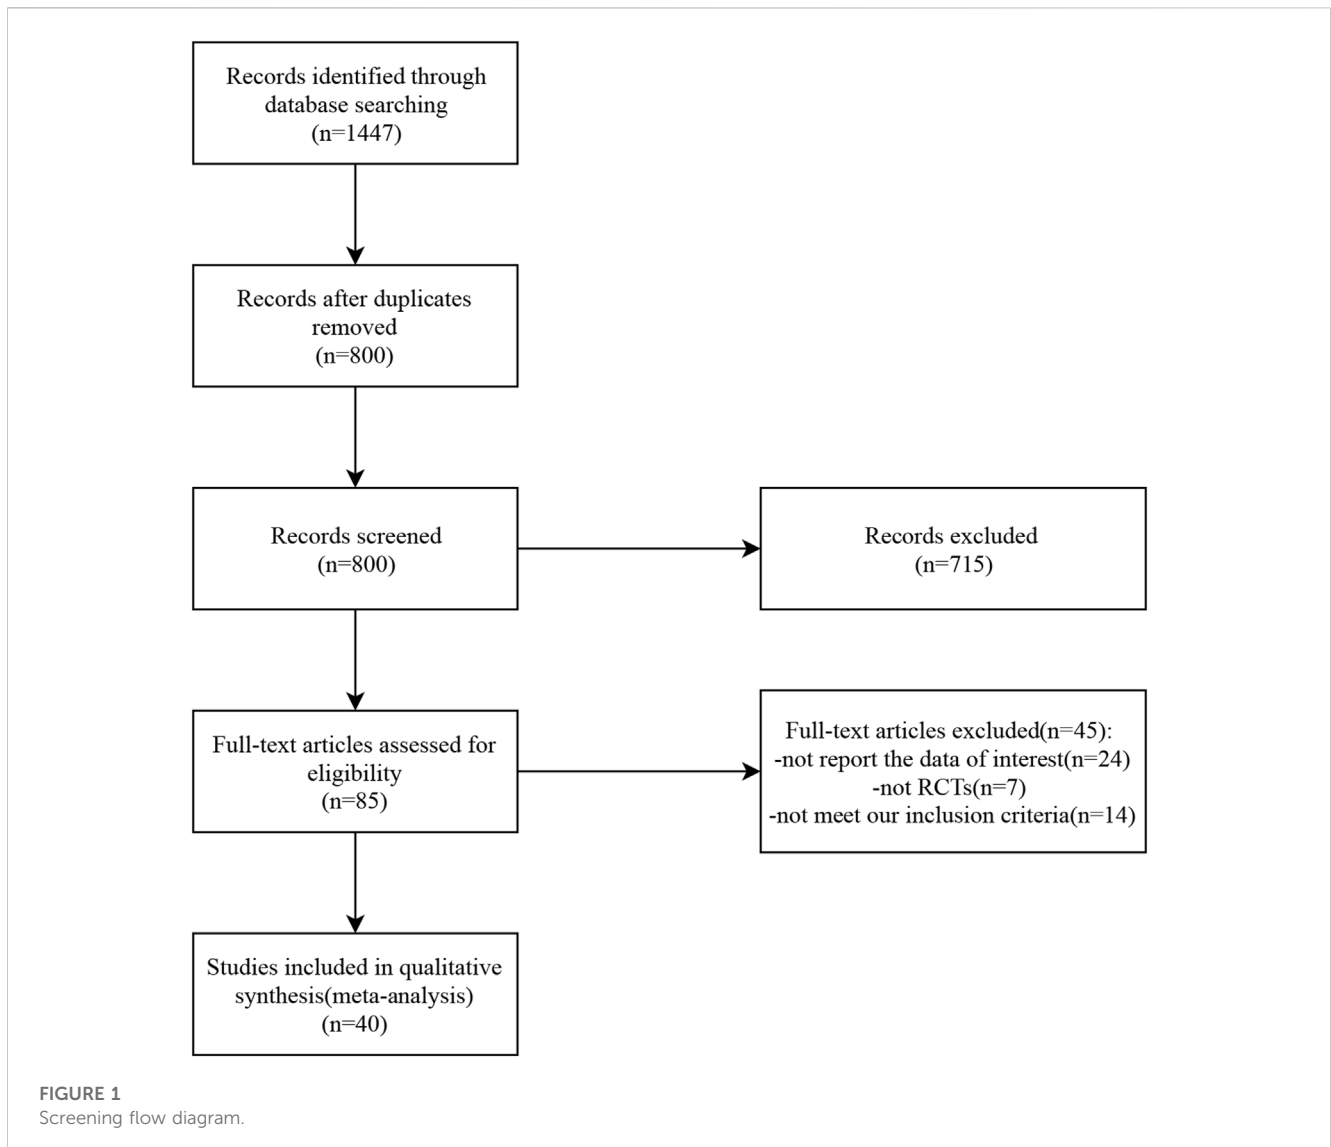 Records identified through
database searching
(n=1447)
Records after duplicates
removed
(n=800)
Records screened
(n=800)
Records excluded
(n=715)
Full-text articles assessed for
eligibility
(n=85)
Full-text articles excluded(n=45):
-not report the data of interest(n=24)
-not RCTs(n=7)
-not meet our inclusion criteria(n=14)
Studies included in qualitative
synthesis(meta-analysis)
(n=40)
FIGURE 1
Screening flow diagram.